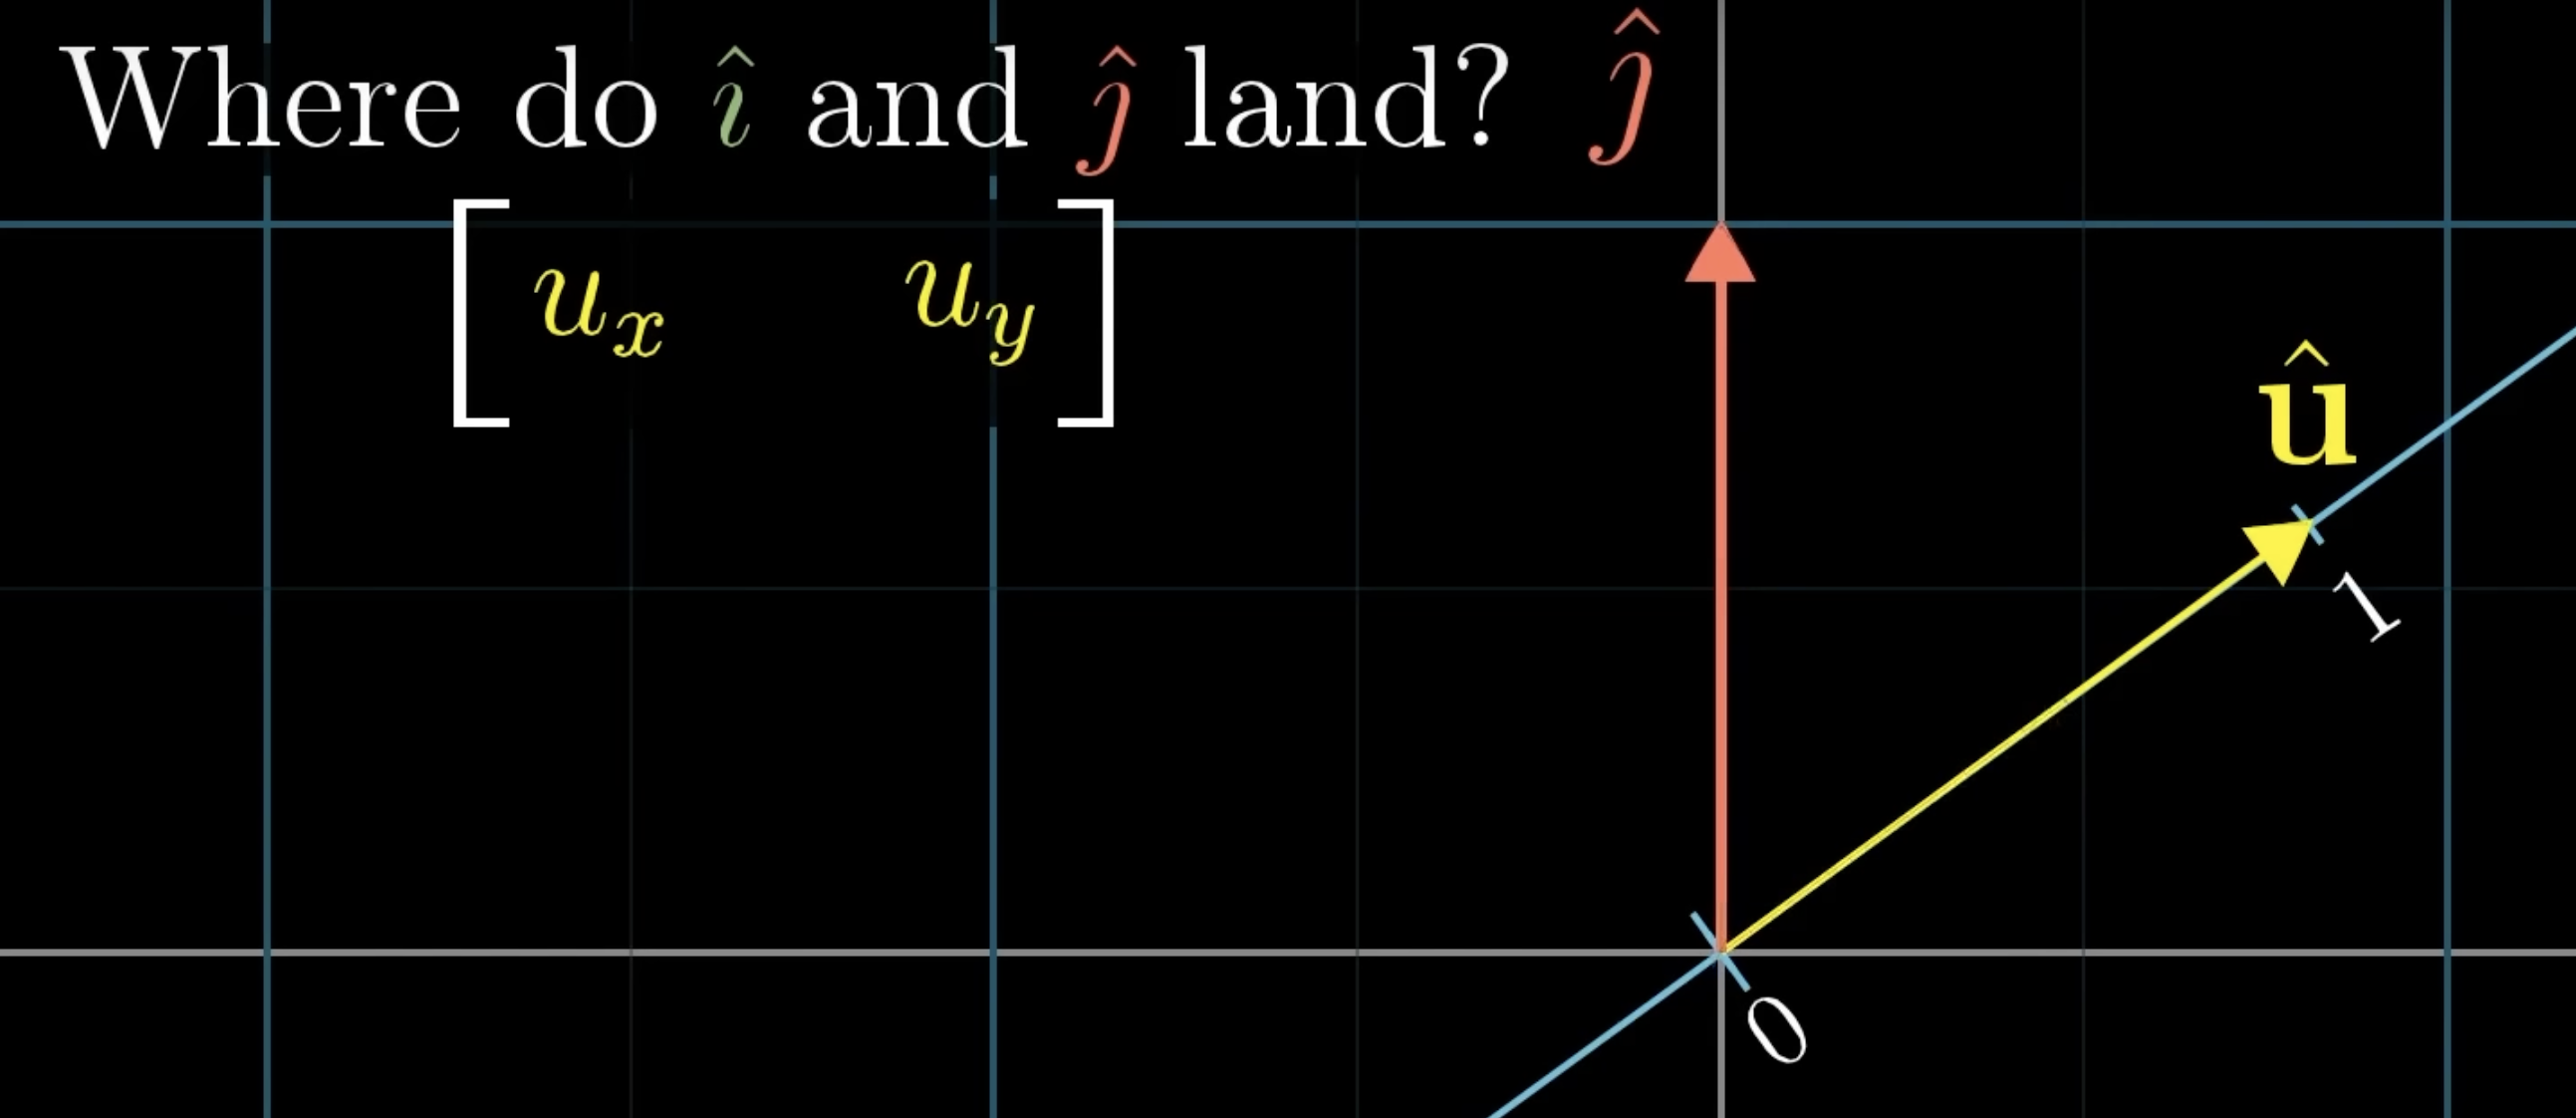 Where do î and ĵ land? ĵ
[ u_x u_y ]
û
1
0